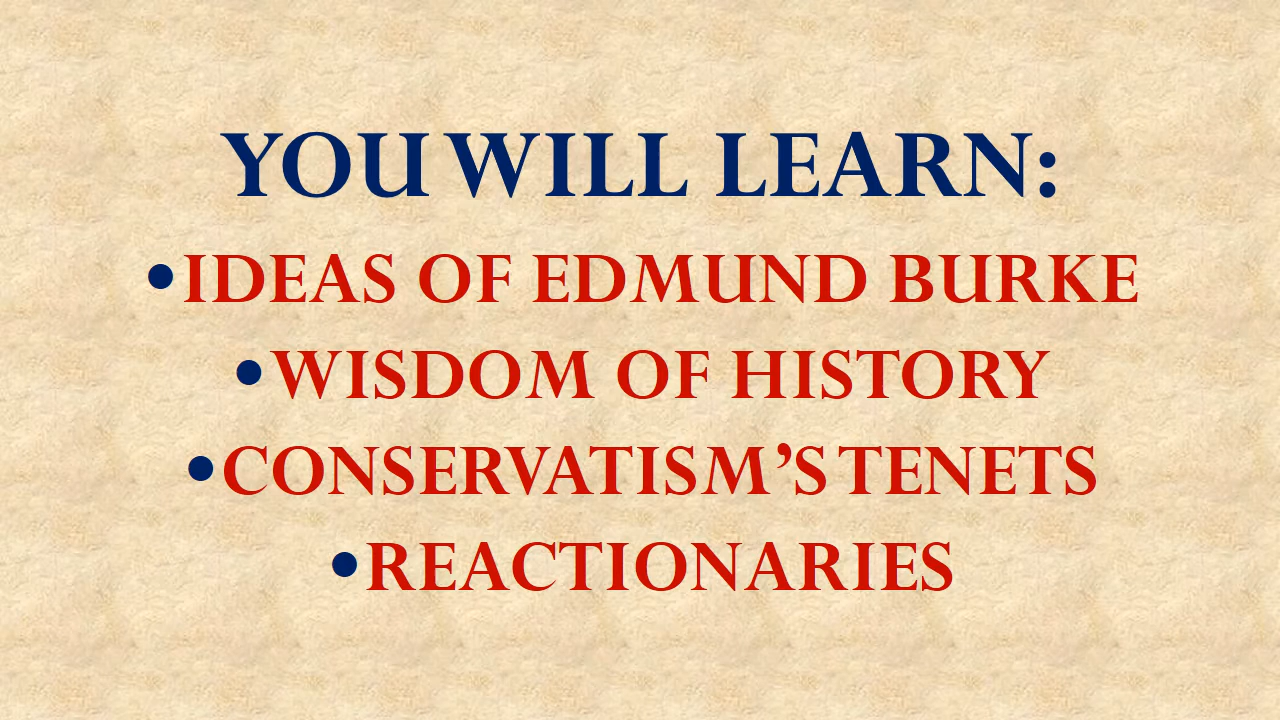 YOU WILL LEARN:
•IDEAS OF EDMUND BURKE
•WISDOM OF HISTORY
•CONSERVATISM’S TENETS
•REACTIONARIES